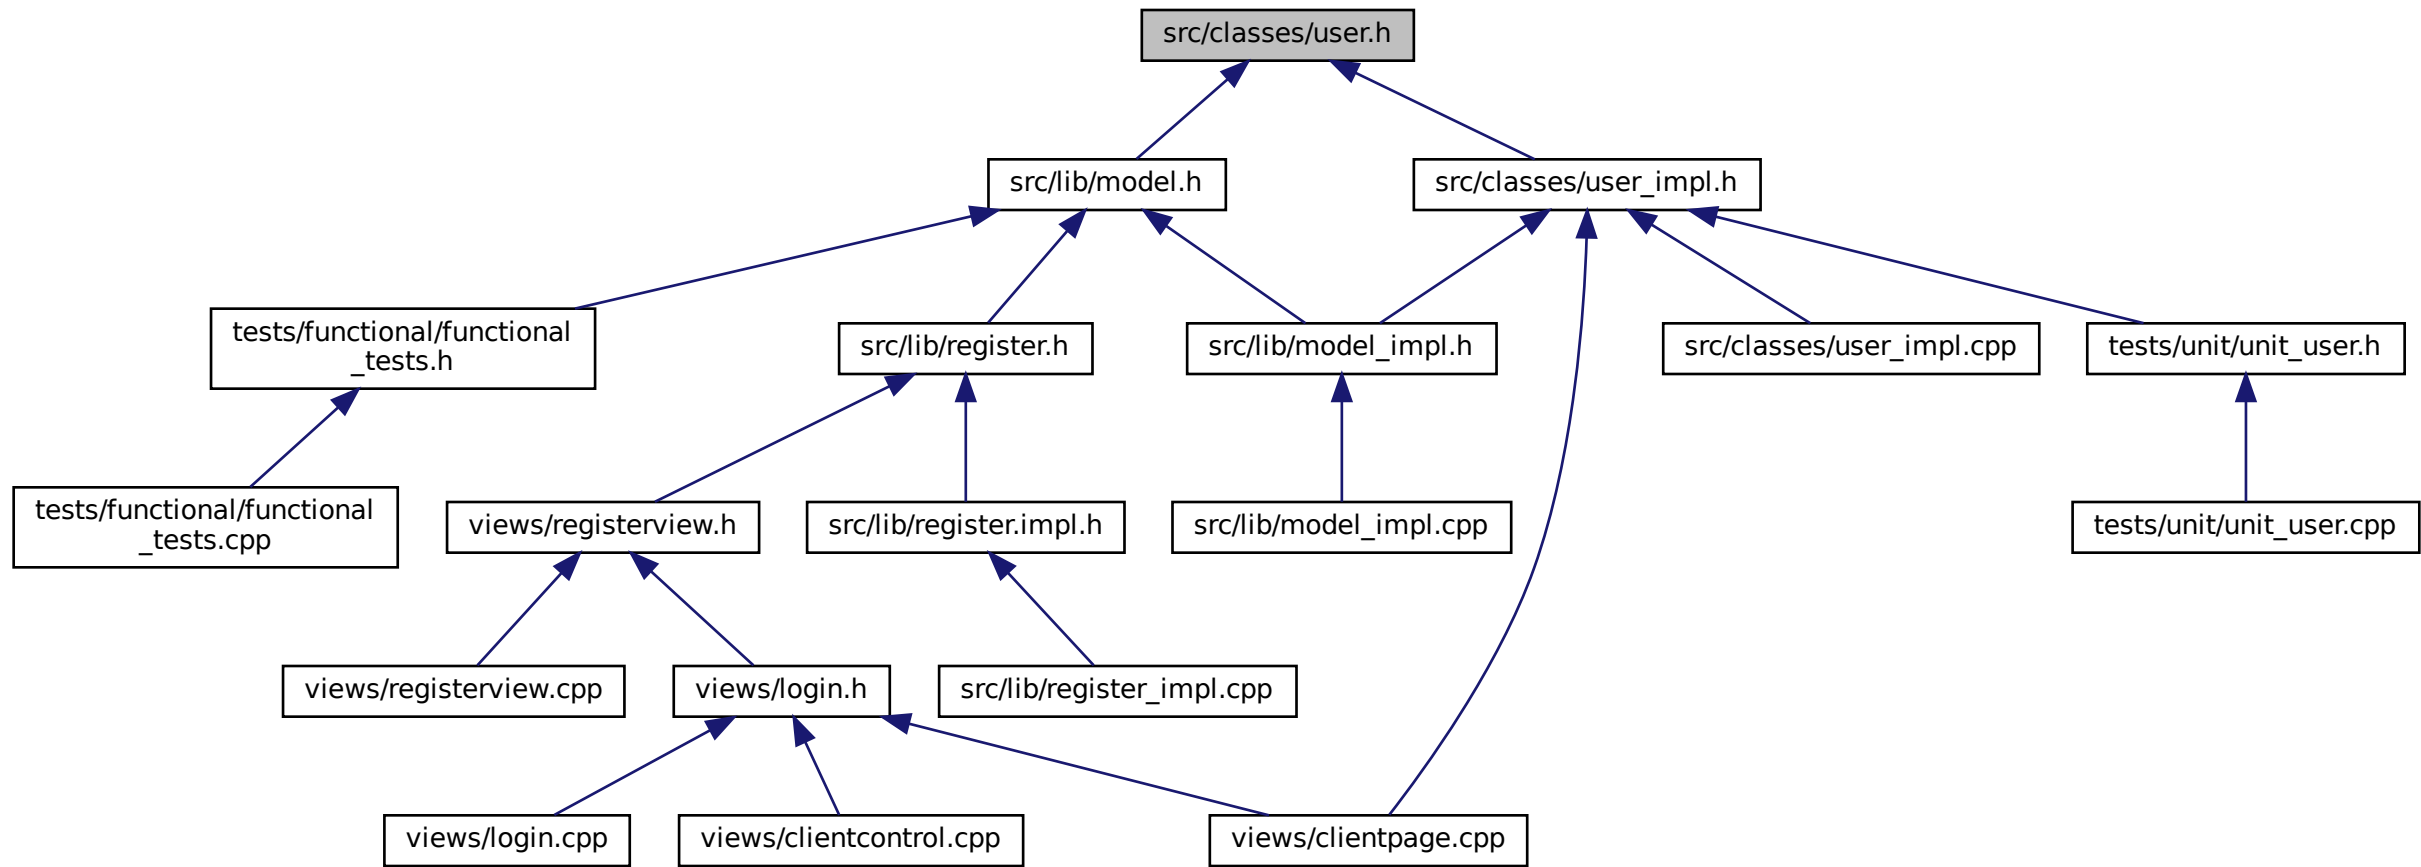 src/classes/user.h
src/lib/model.h
src/classes/user_impl.h
tests/functional/functional
_tests.h
src/lib/register.h
src/lib/model_impl.h
src/classes/user_impl.cpp
tests/unit/unit_user.h
tests/functional/functional
_tests.cpp
views/registerview.h
src/lib/register.impl.h
src/lib/model_impl.cpp
tests/unit/unit_user.cpp
views/registerview.cpp
views/login.h
src/lib/register_impl.cpp
views/login.cpp
views/clientcontrol.cpp
views/clientpage.cpp